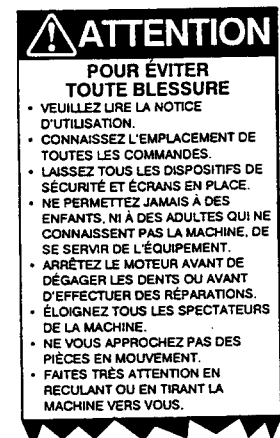 ATTENTION
POUR ÉVITER
TOUTE BLESSURE
• VEUILLEZ LIRE LA NOTICE
D'UTILISATION.
• CONNAISSEZ L'EMPLACEMENT DE
TOUTES LES COMMANDES.
• LAISSEZ TOUS LES DISPOSITIFS DE
SÉCURITÉ ET ÉCRANS EN PLACE.
• NE PERMETTEZ JAMAIS À DES
ENFANTS, NI À DES ADULTES QUI NE
CONNAISSENT PAS LA MACHINE, DE
SE SERVIR DE L'ÉQUIPEMENT.
• ARRÊTEZ LE MOTEUR AVANT DE
DÉGAGER LES DENTS OU AVANT
D'EFFECTUER DES RÉPARATIONS.
• ÉLOIGNEZ TOUS LES SPECTATEURS
DE LA MACHINE.
• NE VOUS APPROCHEZ PAS DES
PIÈCES EN MOUVEMENT.
• FAITES TRÈS ATTENTION EN
RECULANT OU EN TIRANT LA
MACHINE VERS VOUS.